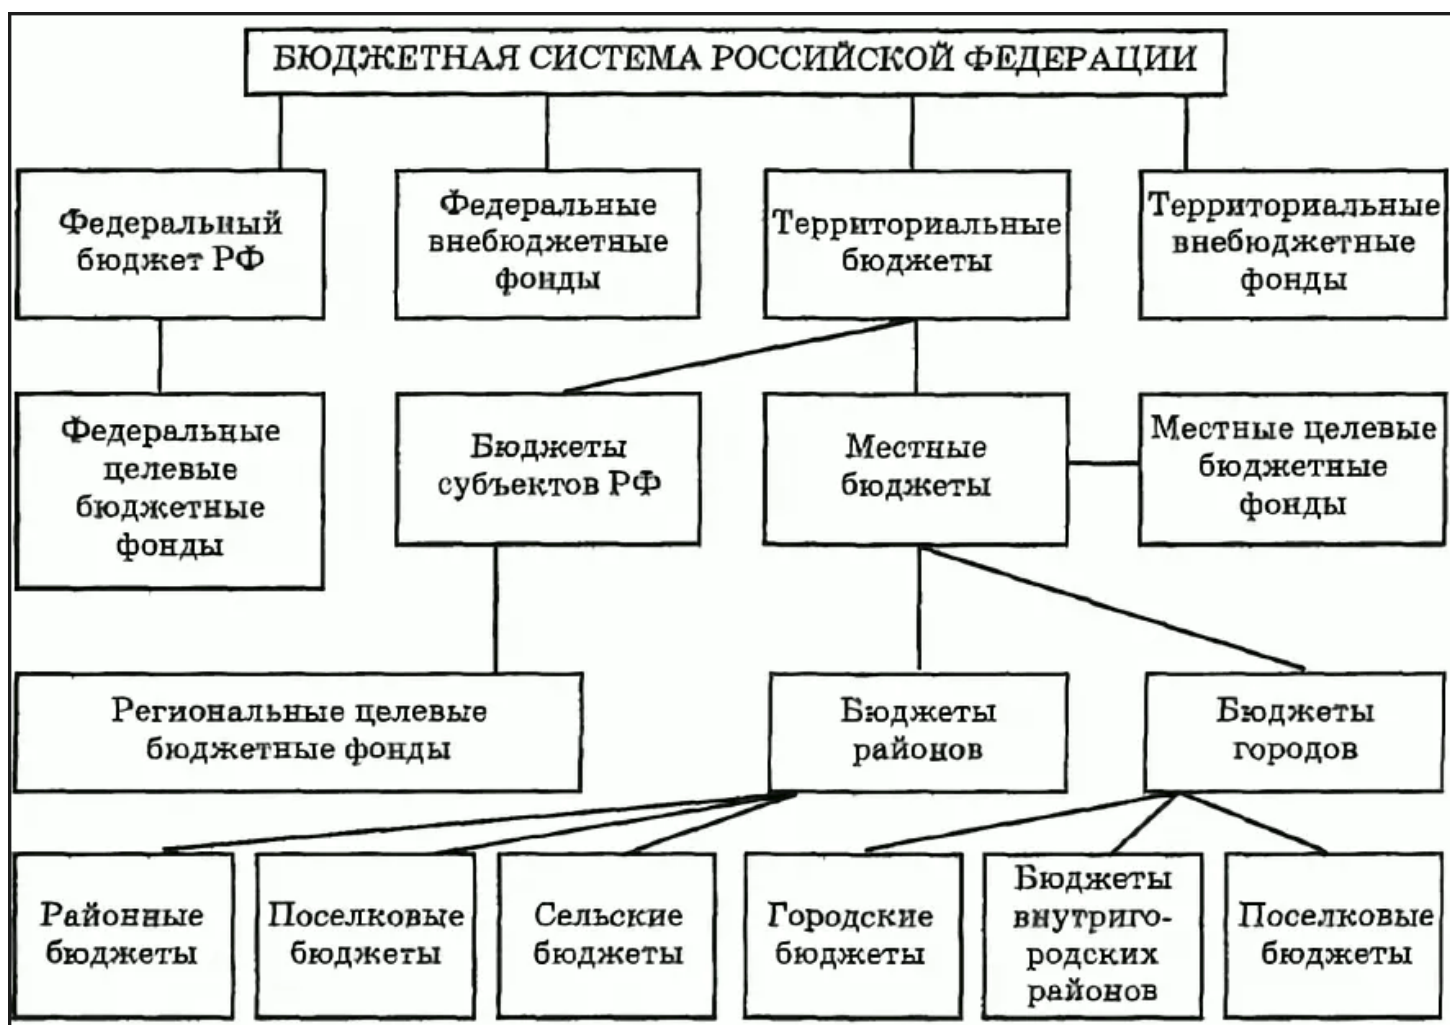 БЮДЖЕТНАЯ СИСТЕМА РОССИЙСКОЙ ФЕДЕРАЦИИ
Федеральный
бюджет РФ
Федеральные
внебюджетные
фонды
Территориальные
бюджеты
Территориальные
внебюджетные
фонды
Федеральные
целевые
бюджетные
фонды
Бюджеты
субъектов РФ
Местные
бюджеты
Местные целевые
бюджетные
фонды
Региональные целевые
бюджетные фонды
Бюджеты
районов
Бюджеты
городов
Районные
бюджеты
Поселковые
бюджеты
Сельские
бюджеты
Городские
бюджеты
Бюджеты
внутриго-
родских
районов
Поселковые
бюджеты